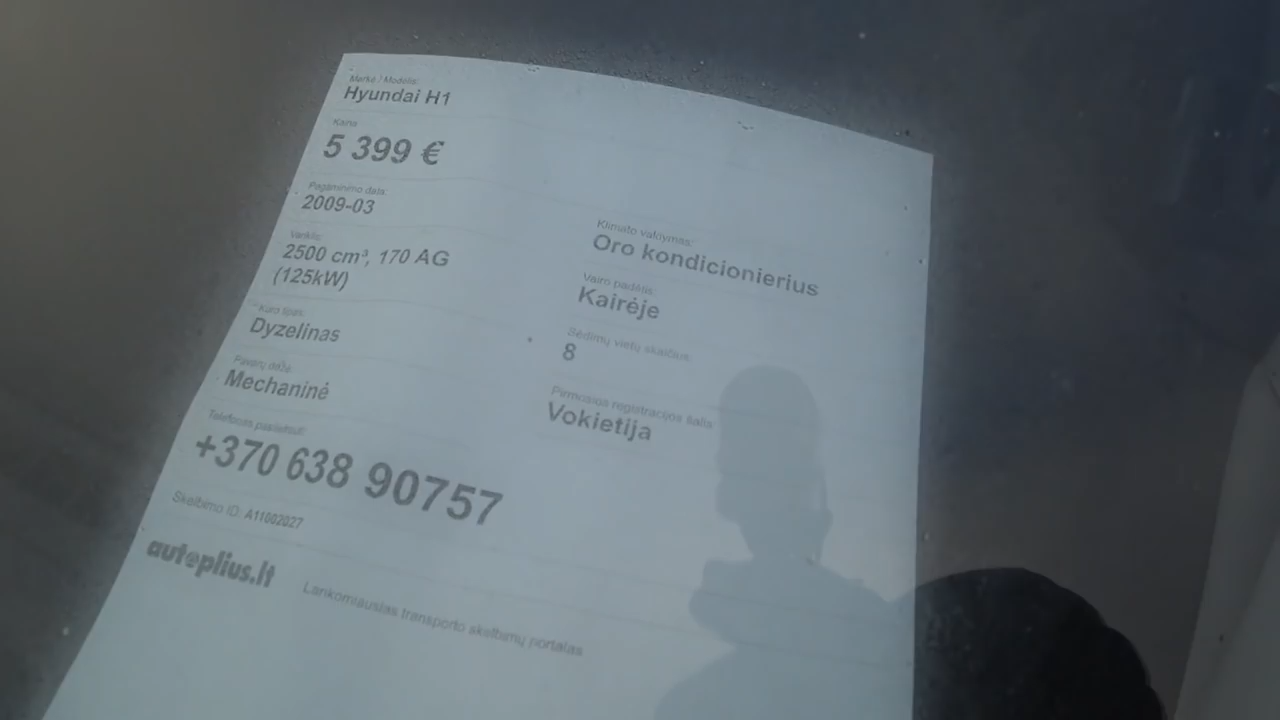 Markė / Modelis:
Hyundai H1
Kaina
5 399 €
Pagaminimo data:
2009-03
Variklis:
2500 cm³, 170 AG
(125kW)
Kuro tipas:
Dyzelinas
Pavarų dėžė:
Mechaninė
Telefonas pasiteirauti:
+370 638 90757
Skelbimo ID: A11602027
autoplius.lt
Lankomiausias transporto skelbimų portalas
Klimato valdymas:
Oro kondicionierius
Vairo padėtis:
Kairėje
Sėdimų vietų skaičius:
8
Pirmosios registracijos šalis
Vokietija